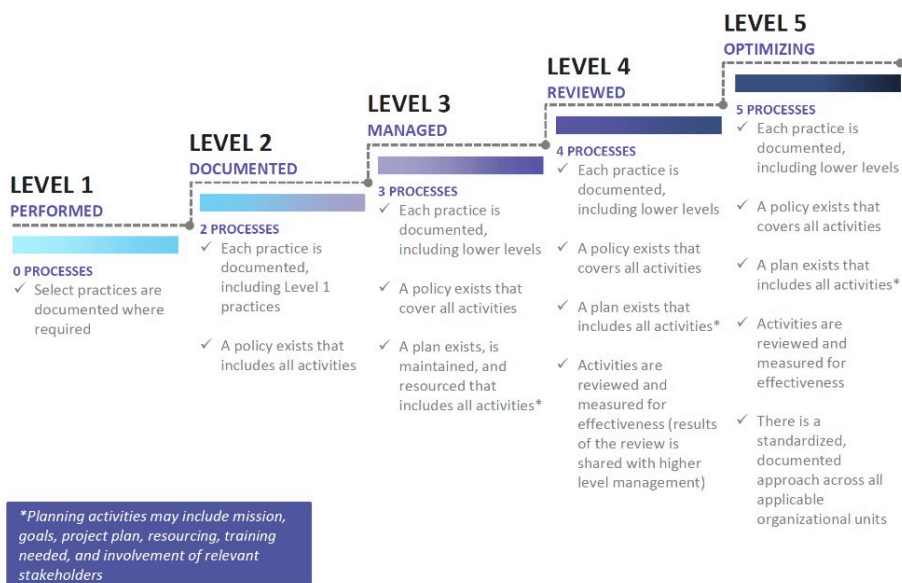 LEVEL 1
PERFORMED
0 PROCESSES
✓ Select practices are
documented where
required
LEVEL 2
DOCUMENTED
2 PROCESSES
✓ Each practice is
documented,
including Level 1
practices
✓ A policy exists that
includes all activities
LEVEL 3
MANAGED
3 PROCESSES
✓ Each practice is
documented,
including lower levels
✓ A policy exists that
cover all activities
✓ A plan exists, is
maintained, and
resourced that
includes all activities*
LEVEL 4
REVIEWED
4 PROCESSES
✓ Each practice is
documented,
including lower levels
✓ A policy exists that
covers all activities
✓ A plan exists that
includes all activities*
✓ Activities are
reviewed and
measured for
effectiveness (results
of the review is
shared with higher
level management)
LEVEL 5
OPTIMIZING
5 PROCESSES
✓ Each practice is
documented,
including lower levels
✓ A policy exists that
covers all activities
✓ A plan exists that
includes all activities*
✓ Activities are
reviewed and
measured for
effectiveness
✓ There is a
standardized,
documented
approach across all
applicable
organizational units
*Planning activities may include mission,
goals, project plan, resourcing, training
needed, and involvement of relevant
stakeholders